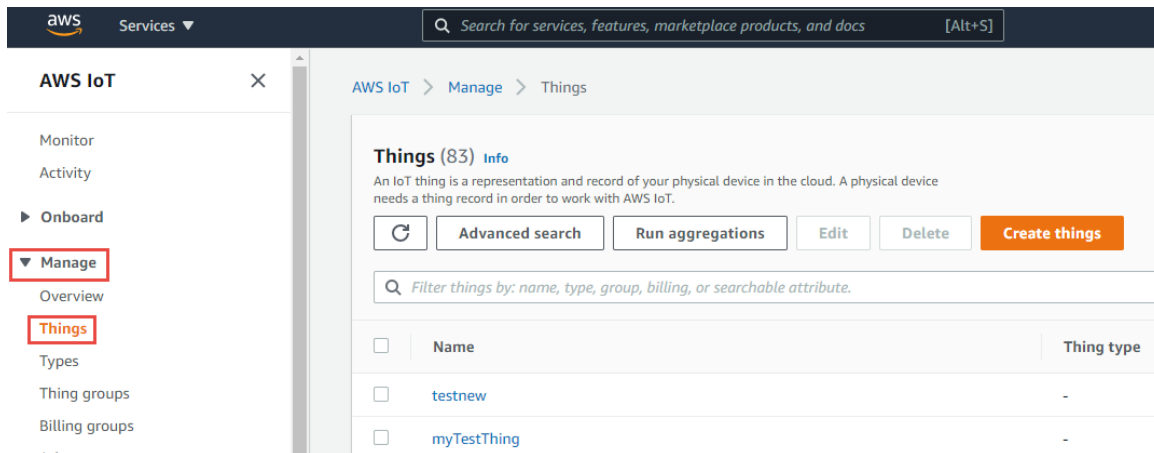 aws
Services ▼
Search for services, features, marketplace products, and docs [Alt+S]
AWS IoT
Monitor
Activity
Onboard
Manage
Overview
Things
Types
Thing groups
Billing groups
AWS IoT > Manage > Things
Things (83) Info
An IoT thing is a representation and record of your physical device in the cloud. A physical device
needs a thing record in order to work with AWS IoT.
Advanced search
Run aggregations
Edit
Delete
Create things
Filter things by: name, type, group, billing, or searchable attribute.
Name Thing type
testnew -
myTestThing -